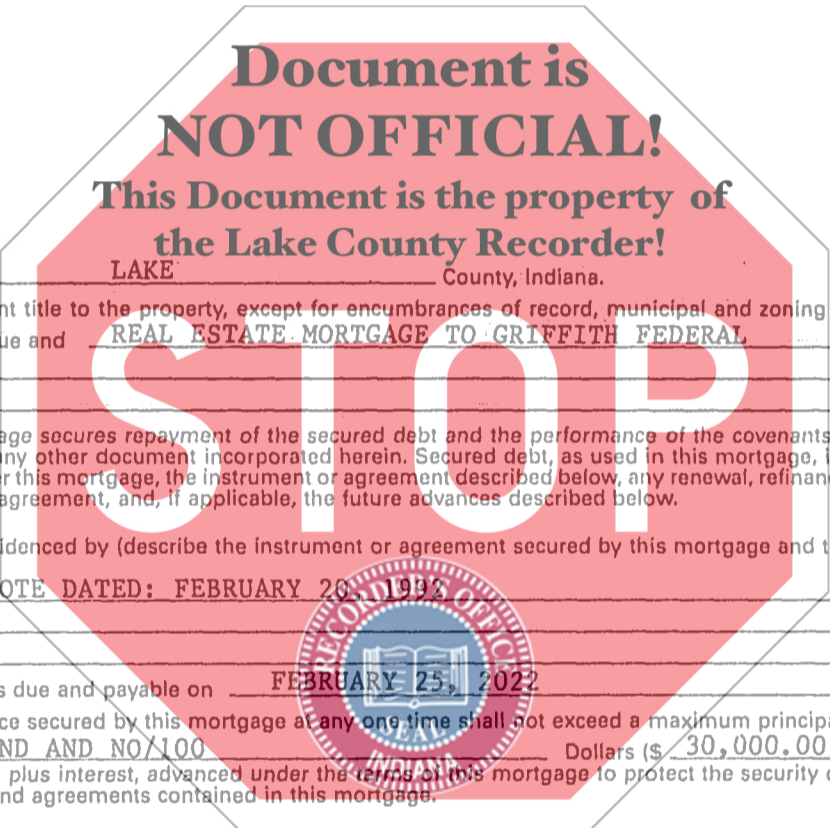 Document is
NOT OFFICIAL!
This Document is the property of
the Lake County Recorder!
LAKE County, Indiana.
nt title to the property, except for encumbrances of record, municipal and zoning
ue and REAL ESTATE MORTGAGE TO GRIFFITH FEDERAL
STOP
age secures repayment of the secured debt and the performance of the covenants
ny other document incorporated herein. Secured debt, as used in this mortgage, i
r this mortgage, the instrument or agreement described below, any renewal, refinan
agreement, and, if applicable, the future advances described below.
idenced by (describe the instrument or agreement secured by this mortgage and t
OTE DATED: FEBRUARY 20, 1992
RECORDER'S OFFICE
s due and payable on FEBRUARY 25, 2022
ce secured by this mortgage at any one time shall not exceed a maximum principa
SEAL
ND AND NO/100 Dollars ($ 30,000.00
INDIANA
plus interest, advanced under the terms of this mortgage to protect the security o
nd agreements contained in this mortgage.